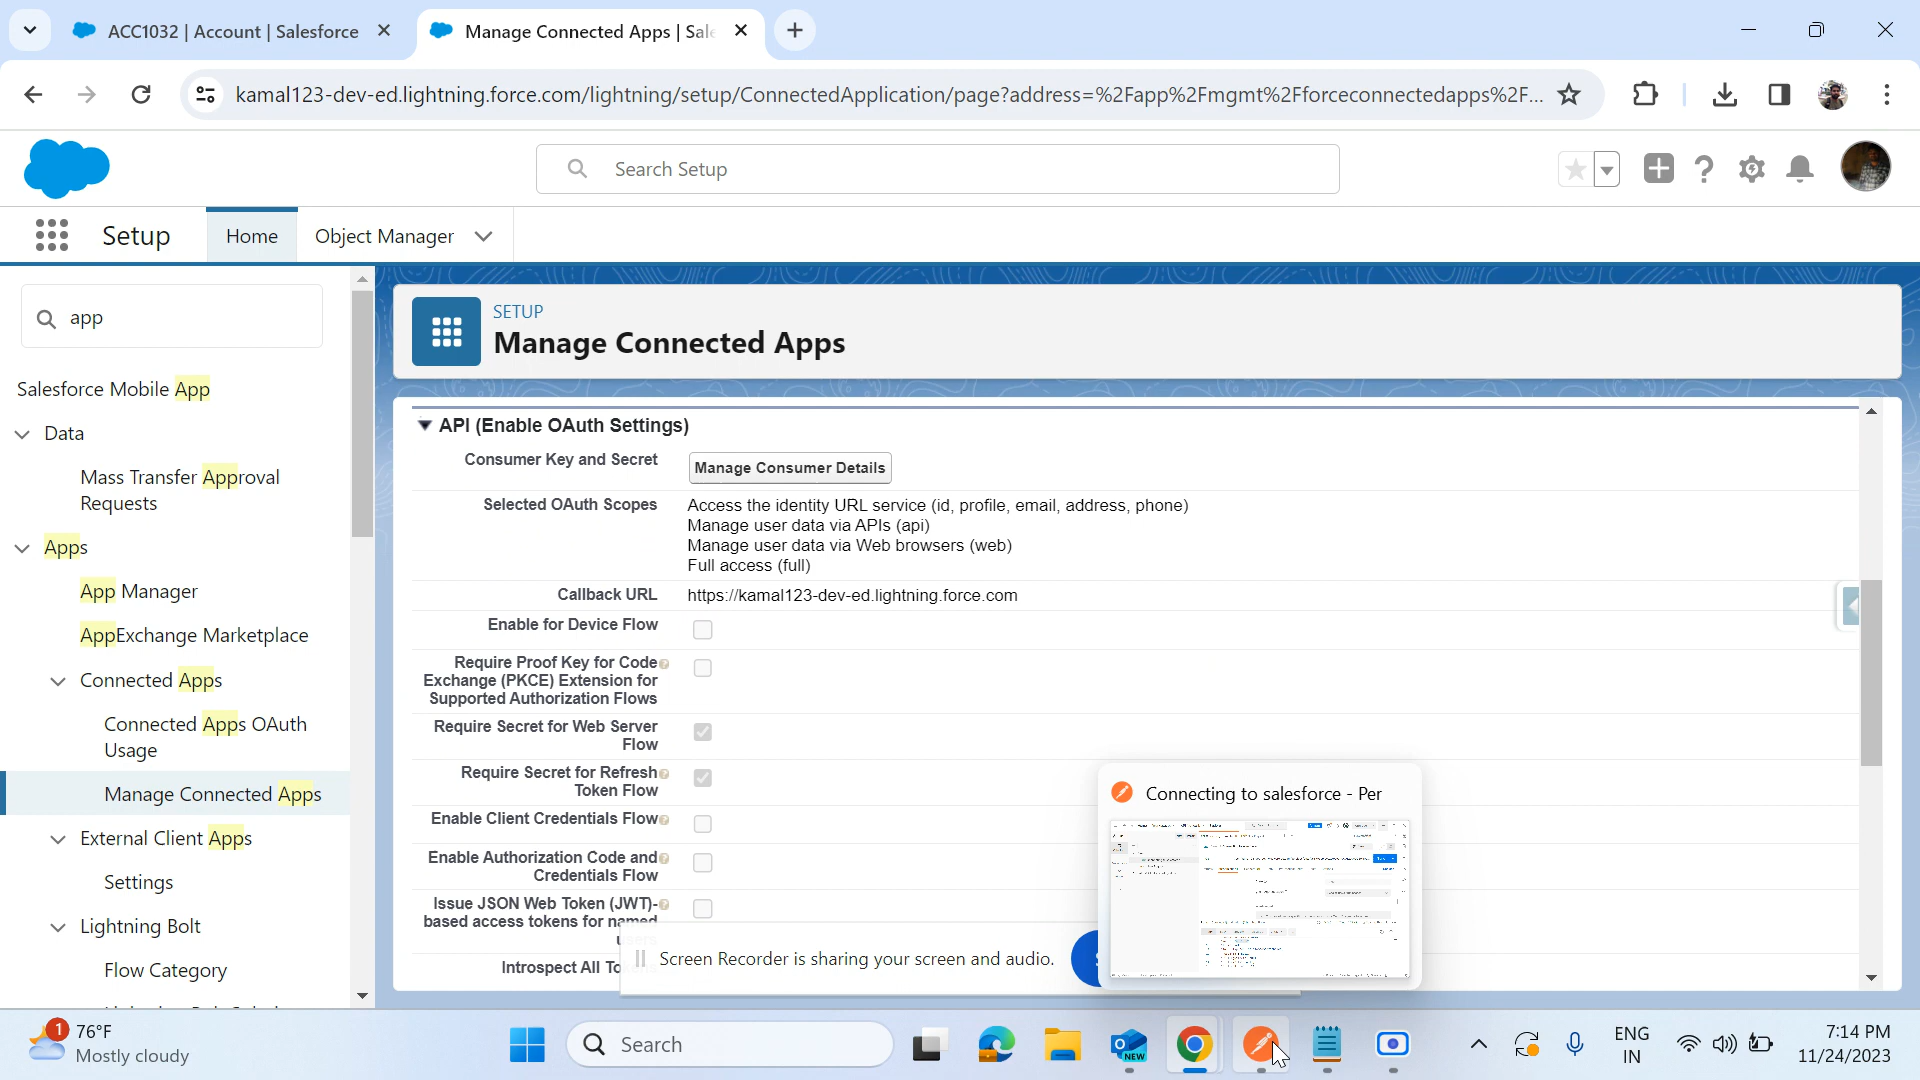 ACC1032 | Account | Salesforce
Manage Connected Apps | Sale
kamal123-dev-ed.lightning.force.com/lightning/setup/ConnectedApplication/page?address=%2Fapp%2Fmgmt%2Fforceconnectedapps%2F...
Search Setup
Setup
Home
Object Manager
app
Salesforce Mobile App
Data
Mass Transfer Approval
Requests
Apps
App Manager
AppExchange Marketplace
Connected Apps
Connected Apps OAuth
Usage
Manage Connected Apps
External Client Apps
Settings
Lightning Bolt
Flow Category
SETUP
Manage Connected Apps
API (Enable OAuth Settings)
Consumer Key and Secret
Manage Consumer Details
Selected OAuth Scopes
Access the identity URL service (id, profile, email, address, phone)
Manage user data via APIs (api)
Manage user data via Web browsers (web)
Full access (full)
Callback URL
https://kamal123-dev-ed.lightning.force.com
Enable for Device Flow
Require Proof Key for Code
Exchange (PKCE) Extension for
Supported Authorization Flows
Require Secret for Web Server
Flow
Require Secret for Refresh
Token Flow
Enable Client Credentials Flow
Enable Authorization Code and
Credentials Flow
Issue JSON Web Token (JWT)-
based access tokens for named
users
Introspect All To
Screen Recorder is sharing your screen and audio.
Connecting to salesforce - Per
1
76°F
Mostly cloudy
Search
NEW
ENG
IN
7:14 PM
11/24/2023